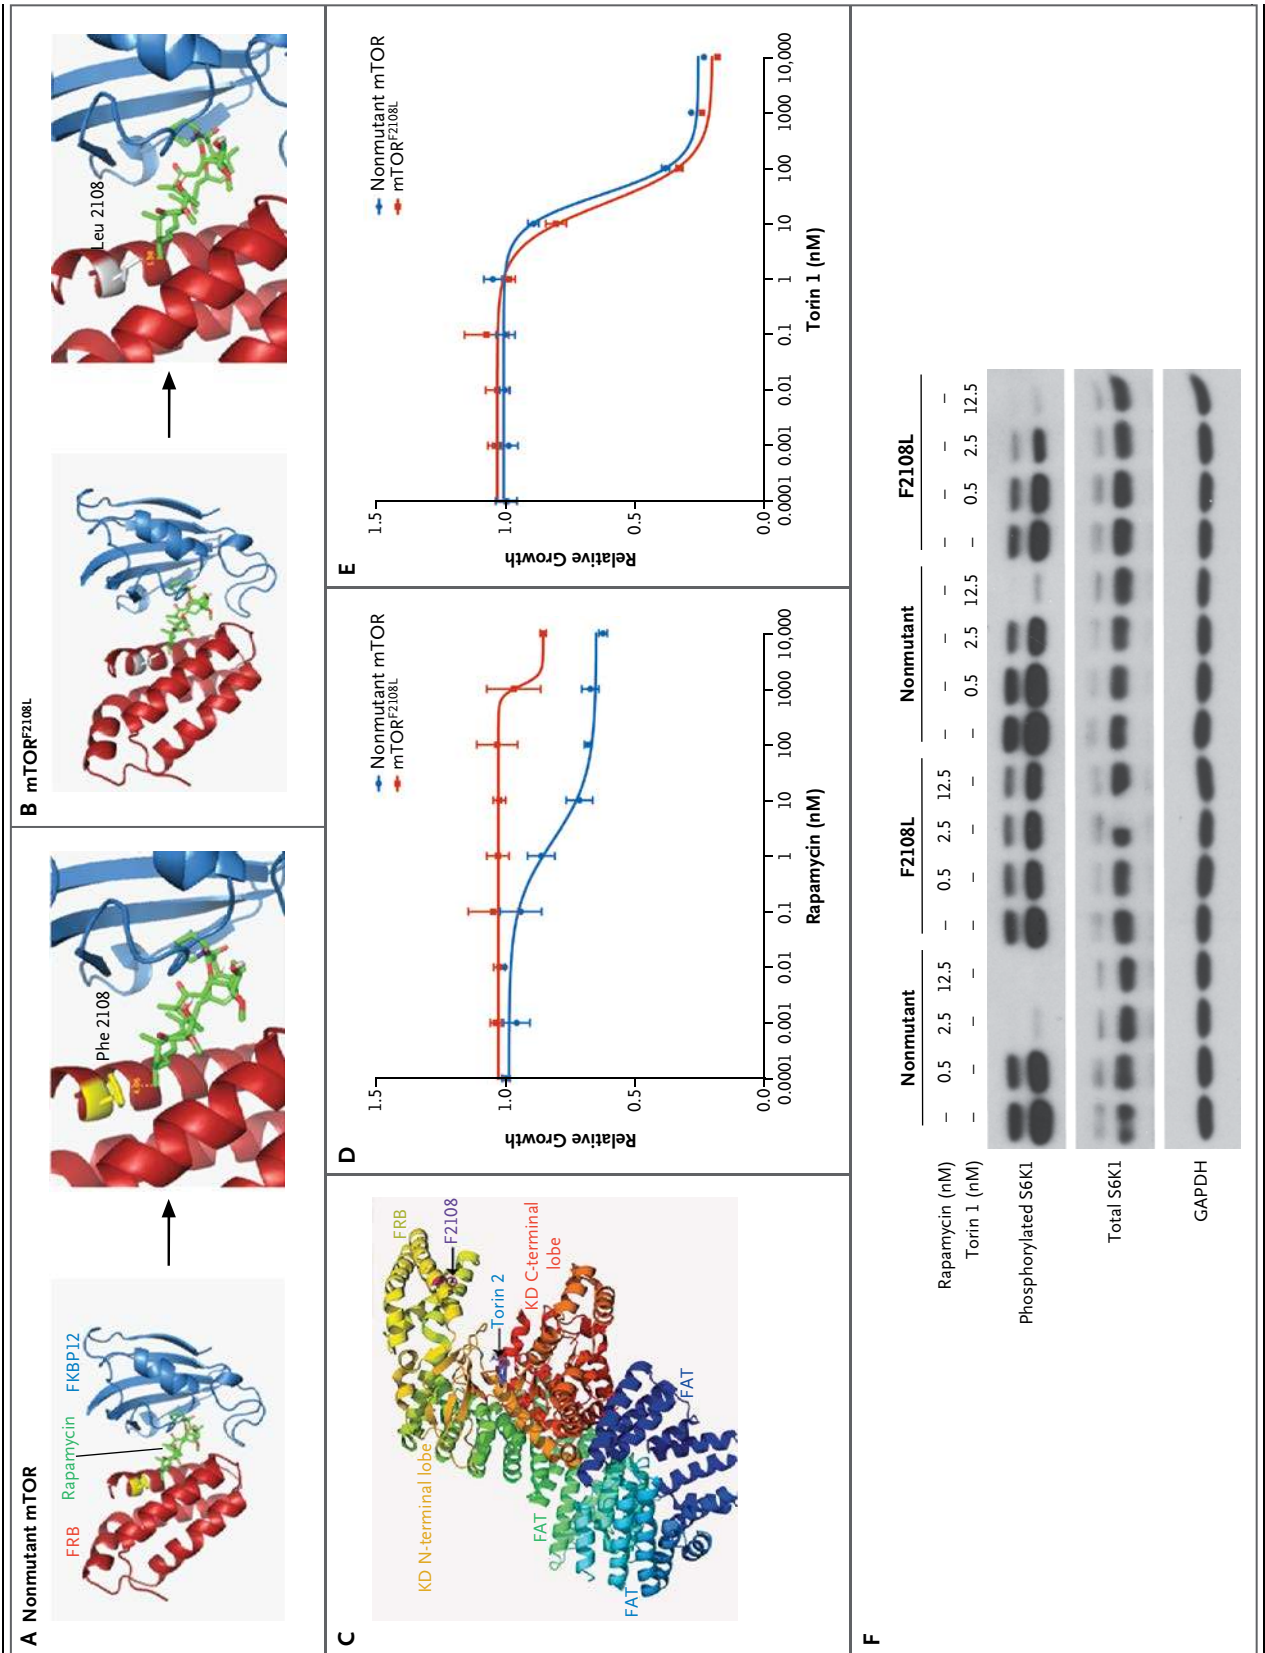 A Nonmutant mTOR
FRB
Rapamycin
FKBP12
Phe 2108
B mTOR^F2108L
Leu 2108
C
FRB
F2108
Torin 2
KD C-terminal
lobe
KD N-terminal lobe
FAT
FAT
FAT
D
Nonmutant mTOR
mTOR^F2108L
1.5
1.0
0.5
0.0
Relative Growth
0.0001 0.001 0.01 0.1 1 10 100 1000 10,000
Rapamycin (nM)
E
Nonmutant mTOR
mTOR^F2108L
1.5
1.0
0.5
0.0
Relative Growth
0.0001 0.001 0.01 0.1 1 10 100 1000 10,000
Torin 1 (nM)
F
Nonmutant F2108L Nonmutant F2108L
Rapamycin (nM) – 0.5 2.5 12.5 – 0.5 2.5 12.5 – – – – – – – –
Torin 1 (nM) – – – – – – – – – 0.5 2.5 12.5 – 0.5 2.5 12.5
Phosphorylated S6K1
Total S6K1
GAPDH